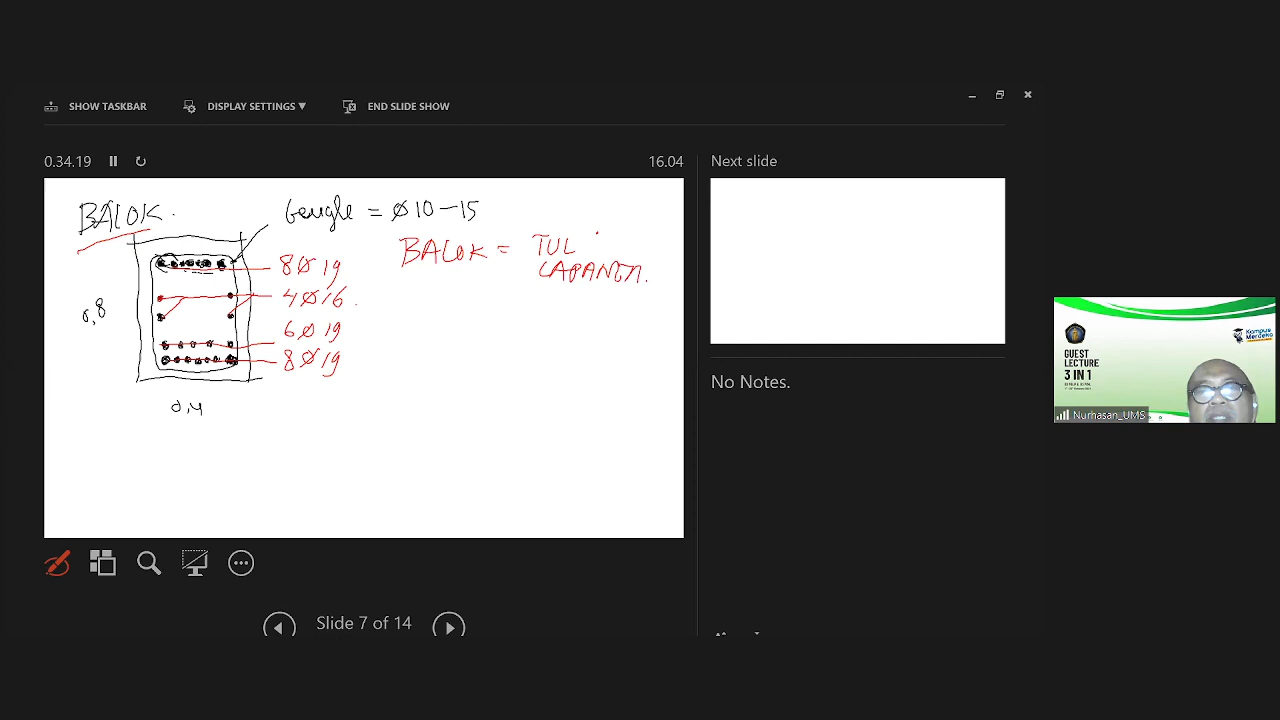 SHOW TASKBAR
DISPLAY SETTINGS ▼
END SLIDE SHOW
0.34.19
16.04
Next slide
BALOK.
= ø10-15
BALOK = TUL
8ø19
4ø16
6ø19
8ø19
0,8
0,4
No Notes.
GUEST
LECTURE
3 IN 1
Kampus
Merdeka
Nurhasan_UMS
Slide 7 of 14